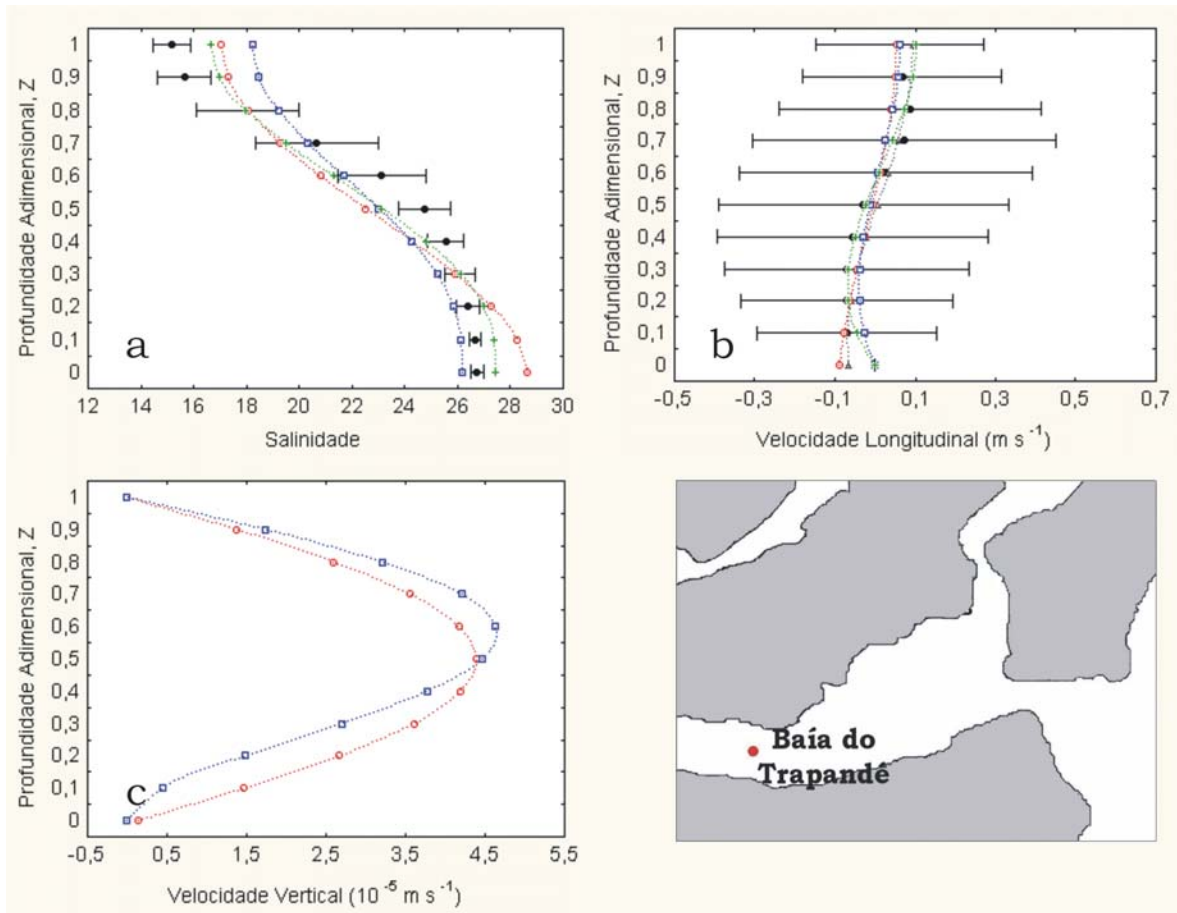 Profundidade Adimensional, Z
1
0,9
0,8
0,7
0,6
0,5
0,4
0,3
0,2
0,1
0
a
12 14 16 18 20 22 24 26 28 30
Salinidade
Profundidade Adimensional, Z
1
0,9
0,8
0,7
0,6
0,5
0,4
0,3
0,2
0,1
0
b
-0,5 -0,3 -0,1 0,1 0,3 0,5 0,7
Velocidade Longitudinal (m s -1)
Profundidade Adimensional, Z
1
0,9
0,8
0,7
0,6
0,5
0,4
0,3
0,2
0,1
0
c
-0,5 0,5 1,5 2,5 3,5 4,5 5,5
Velocidade Vertical (10 -5 m s -1)
Baía do
Trapandé